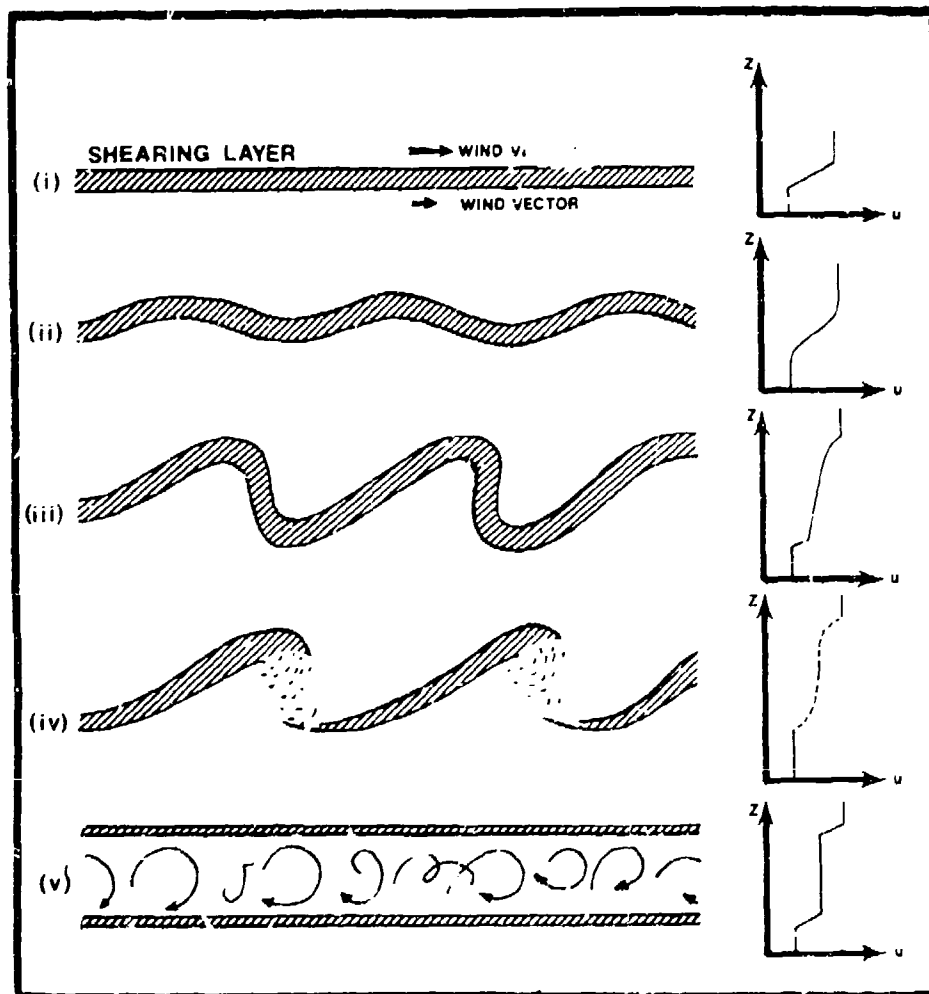 Z
SHEARING LAYER
WIND
(i)
WIND VECTOR
u
Z
(ii)
u
Z
(iii)
u
Z
(iv)
u
Z
(v)
u